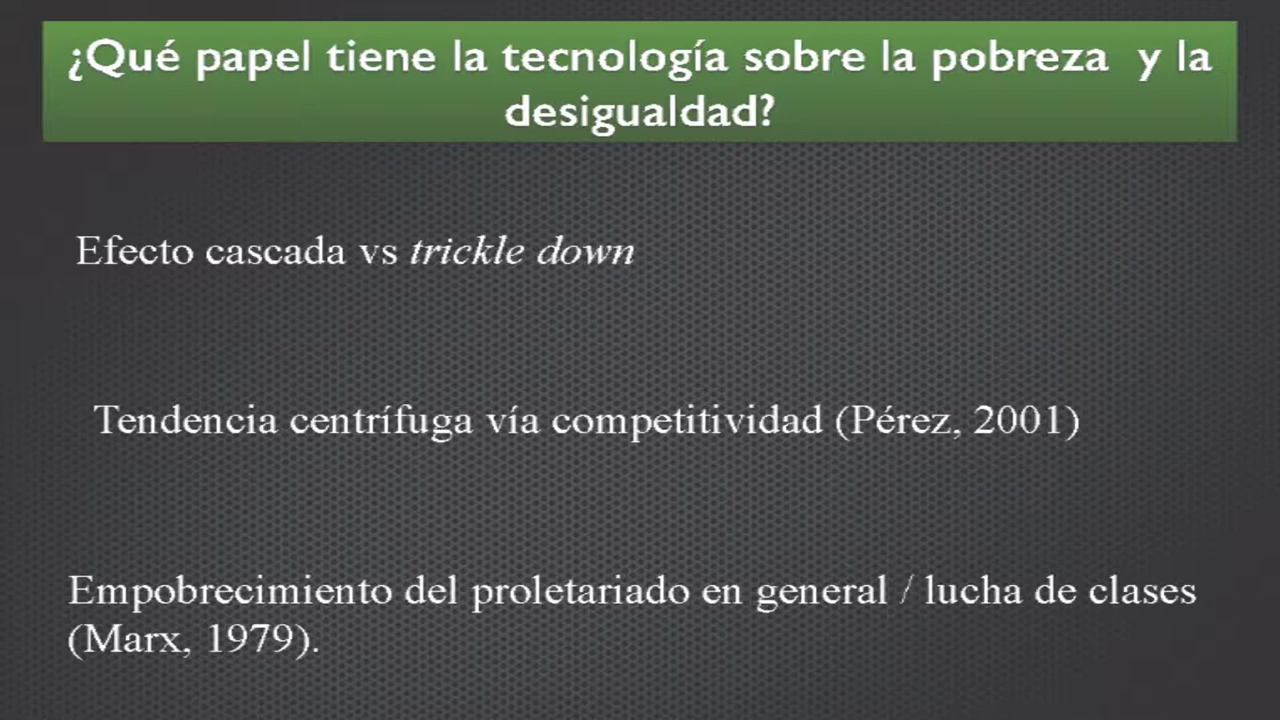 ¿Qué papel tiene la tecnología sobre la pobreza y la
desigualdad?
Efecto cascada vs trickle down
Tendencia centrífuga vía competitividad (Pérez, 2001)
Empobrecimiento del proletariado en general / lucha de clases
(Marx, 1979).